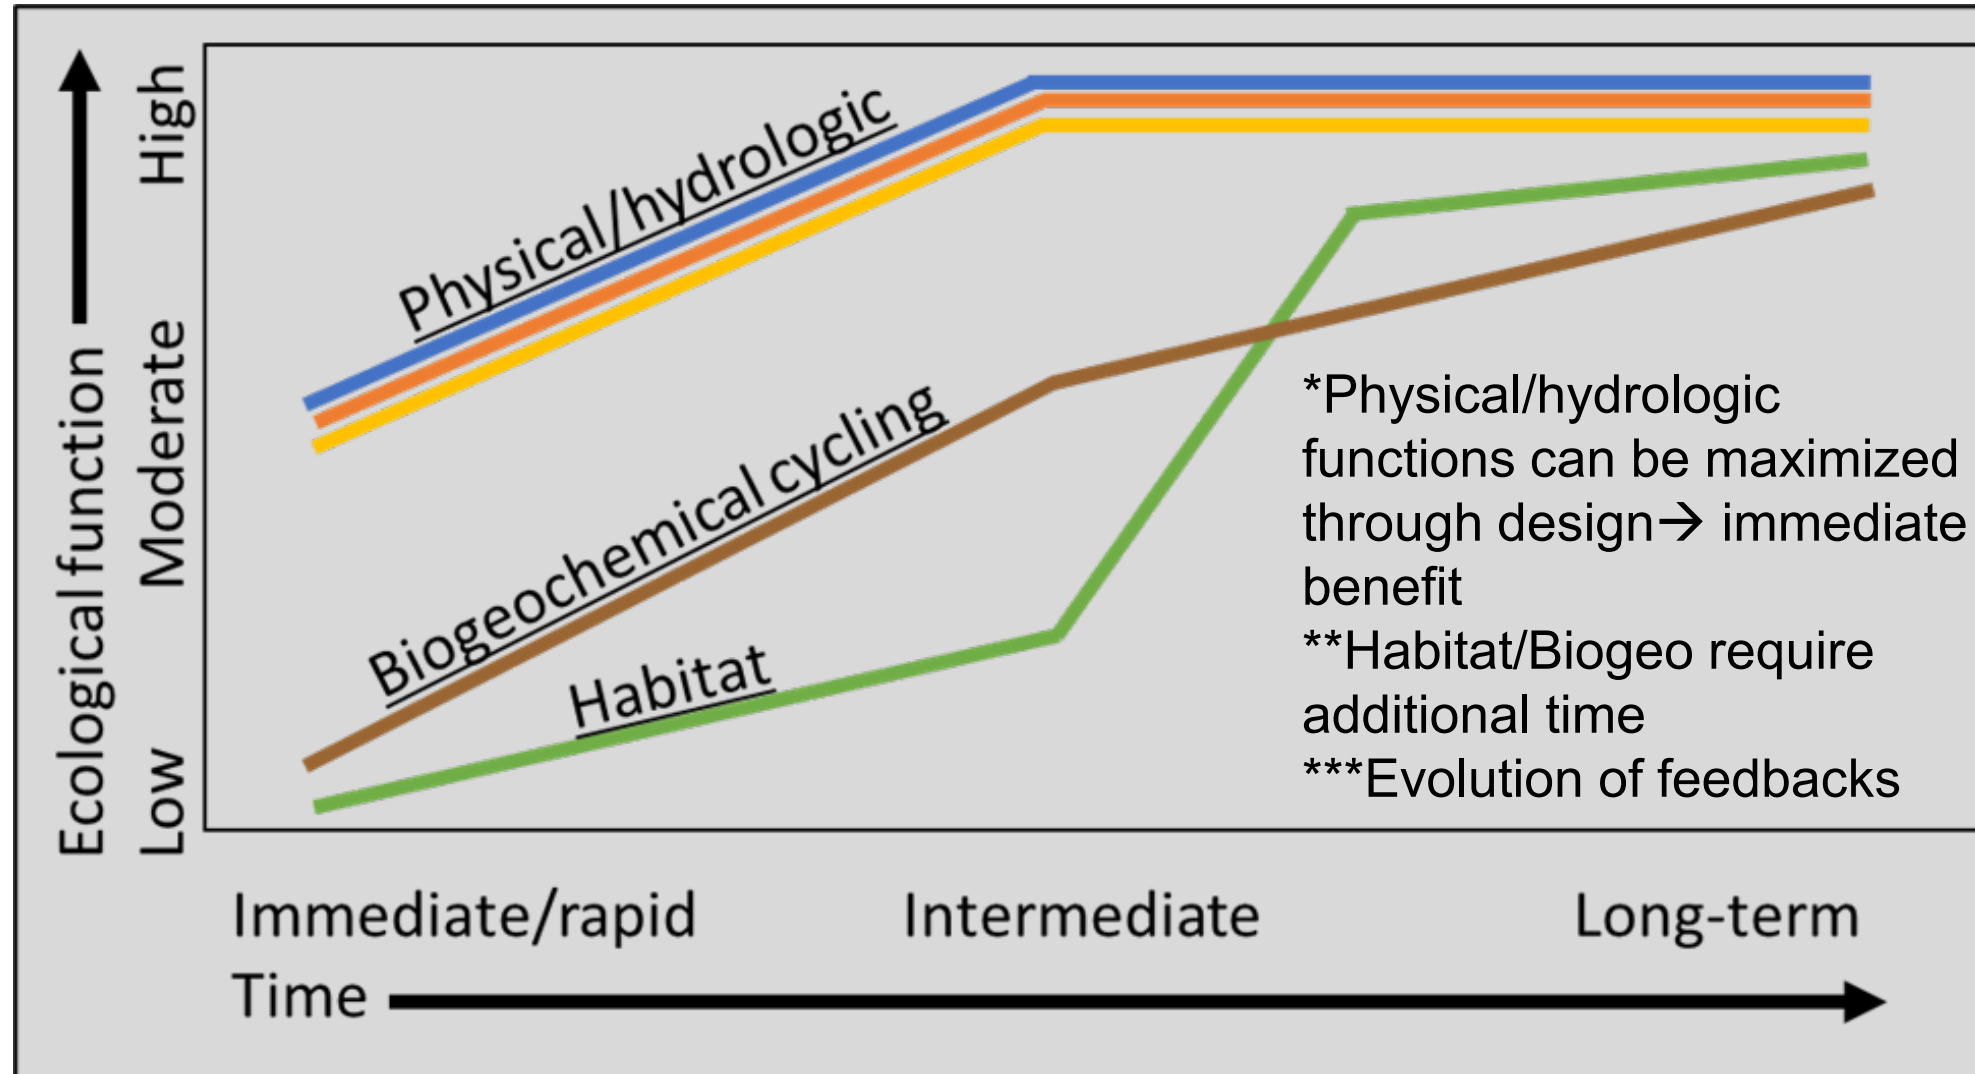 Ecological function
High
Moderate
Low
Physical/hydrologic
Biogeochemical cycling
Habitat
*Physical/hydrologic
functions can be maximized
through design→ immediate
benefit
**Habitat/Biogeo require
additional time
***Evolution of feedbacks
Immediate/rapid
Intermediate
Long-term
Time